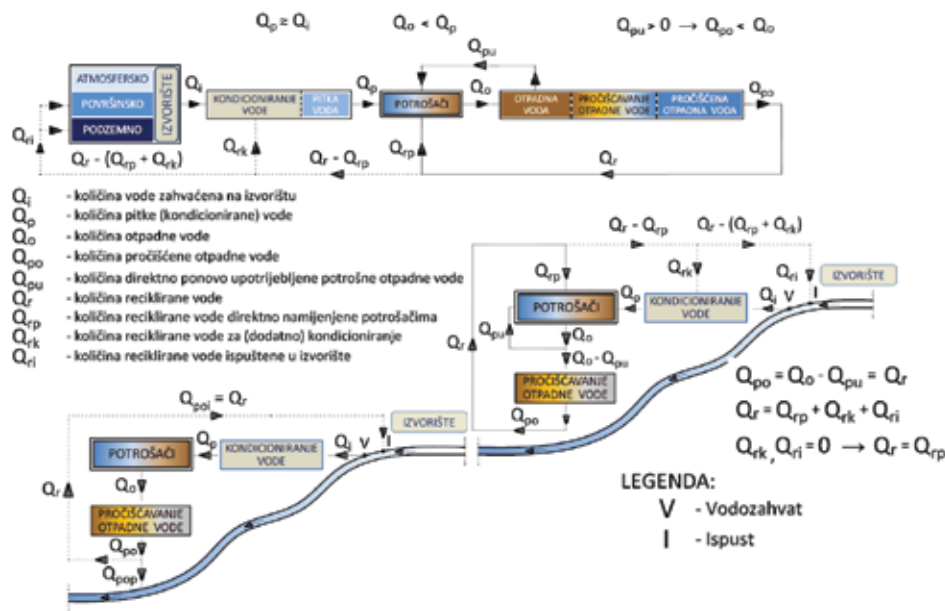 Qp ≥ Qi
Qo < Qp
Qpu > 0 → Qpo < Qo
Qpu
ATMOSFERSKO
POVRŠINSKO
PODZEMNO
IZVORIŠTE
Qi
KONDICIONIRANJE VODE
PITKA VODA
Qp
POTROŠAČI
Qo
OTPADNA VODA
PROČIŠĆAVANJE OTPADNE VODE
PROČIŠĆENA OTPADNA VODA
Qpo
Qri
Qr - (Qrp + Qrk)
Qrk
Qr - Qrp
Qrp
Qr
Qi - količina vode zahvaćena na izvorištu
Qp - količina pitke (kondicionirane) vode
Qo - količina otpadne vode
Qpo - količina pročišćene otpadne vode
Qpu - količina direktno ponovo upotrijebljene potrošne otpadne vode
Qr - količina reciklirane vode
Qrp - količina reciklirane vode direktno namijenjene potrošačima
Qrk - količina reciklirane vode za (dodatno) kondicioniranje
Qri - količina reciklirane vode ispuštene u izvorište
Qr - Qrp
Qr - (Qrp + Qrk)
Qrp
Qrk
Qri
IZVORIŠTE
POTROŠAČI
Qp
KONDICIONIRANJE VODE
Qi
V
I
Qpu
Qo
Qr
Qo - Qpu
PROČIŠĆAVANJE OTPADNE VODE
Qpo
Qpo = Qo - Qpu = Qr
Qr = Qrp + Qrk + Qri
Qrk, Qri = 0 → Qr = Qrp
Qpoi = Qr
IZVORIŠTE
POTROŠAČI
Qp
KONDICIONIRANJE VODE
Qi
V
I
Qr
Qo
PROČIŠĆAVANJE OTPADNE VODE
Qpo
Qpop
LEGENDA:
V - Vodozahvat
I - Ispust